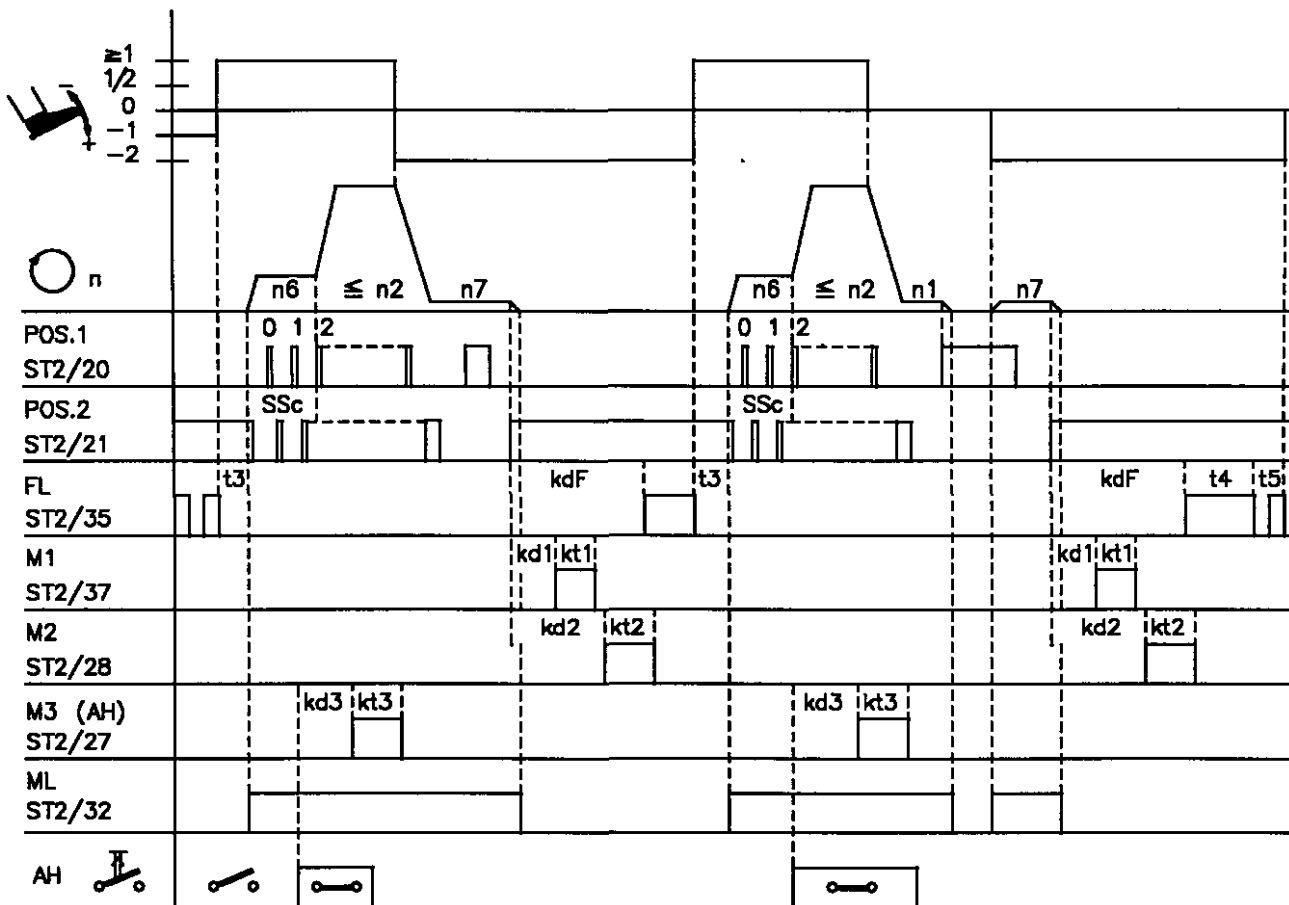 ≧1
1/2
0
−1
−2
−
+
n
n6 ≦ n2 n7 n6 ≦ n2 n1 n7
POS.1 0 1 2 0 1 2
ST2/20
POS.2 SSc SSc
ST2/21
FL t3 kdF t3 kdF t4 t5
ST2/35
M1 kd1 kt1 kd1 kt1
ST2/37
M2 kd2 kt2 kd2 kt2
ST2/28
M3 (AH) kd3 kt3 kd3 kt3
ST2/27
ML
ST2/32
AH